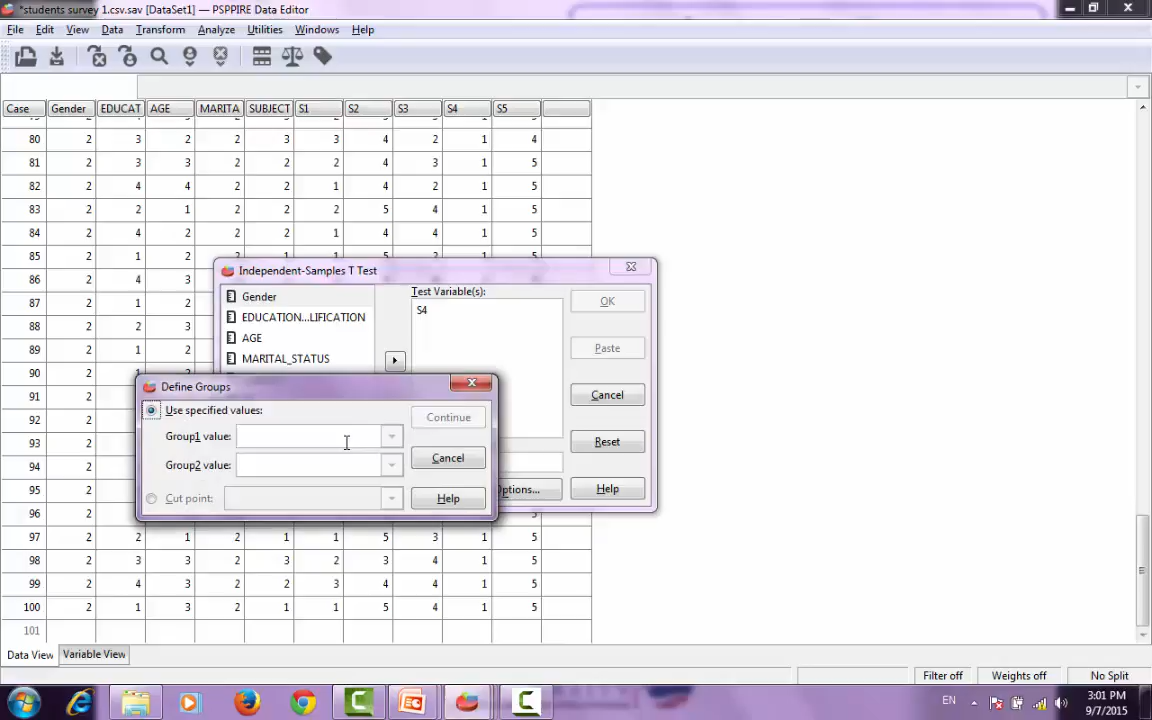 *students survey 1.csv.sav [DataSet1] — PSPPIRE Data Editor
File Edit View Data Transform Analyze Utilities Windows Help
Case Gender EDUCAT AGE MARITA SUBJECT S1 S2 S3 S4 S5
80 2 3 2 2 3 3 4 2 1 4
81 2 3 3 2 2 2 4 3 1 5
82 2 4 4 2 2 1 4 2 1 5
83 2 2 1 2 2 2 5 4 1 5
84 2 4 2 2 2 1 4 4 1 5
85 2 1 2
86 2 4 3
87 2 1 2
88 2 2 3
89 2 1 2
90
91
92
93
94
95
96
97 2 2 1 2 1 1 5 3 1 5
98 2 3 3 2 3 2 3 4 1 5
99 2 4 3 2 2 3 4 4 1 5
100 2 1 3 2 1 1 5 4 1 5
101
Independent-Samples T Test
Gender
EDUCATION...LIFICATION
AGE
MARITAL_STATUS
Test Variable(s):
S4
OK
Paste
Cancel
Reset
Help
Options...
Define Groups
Use specified values:
Group1 value:
Group2 value:
Cut point:
Continue
Cancel
Help
Data View Variable View
Filter off Weights off No Split
EN
3:01 PM
9/7/2015